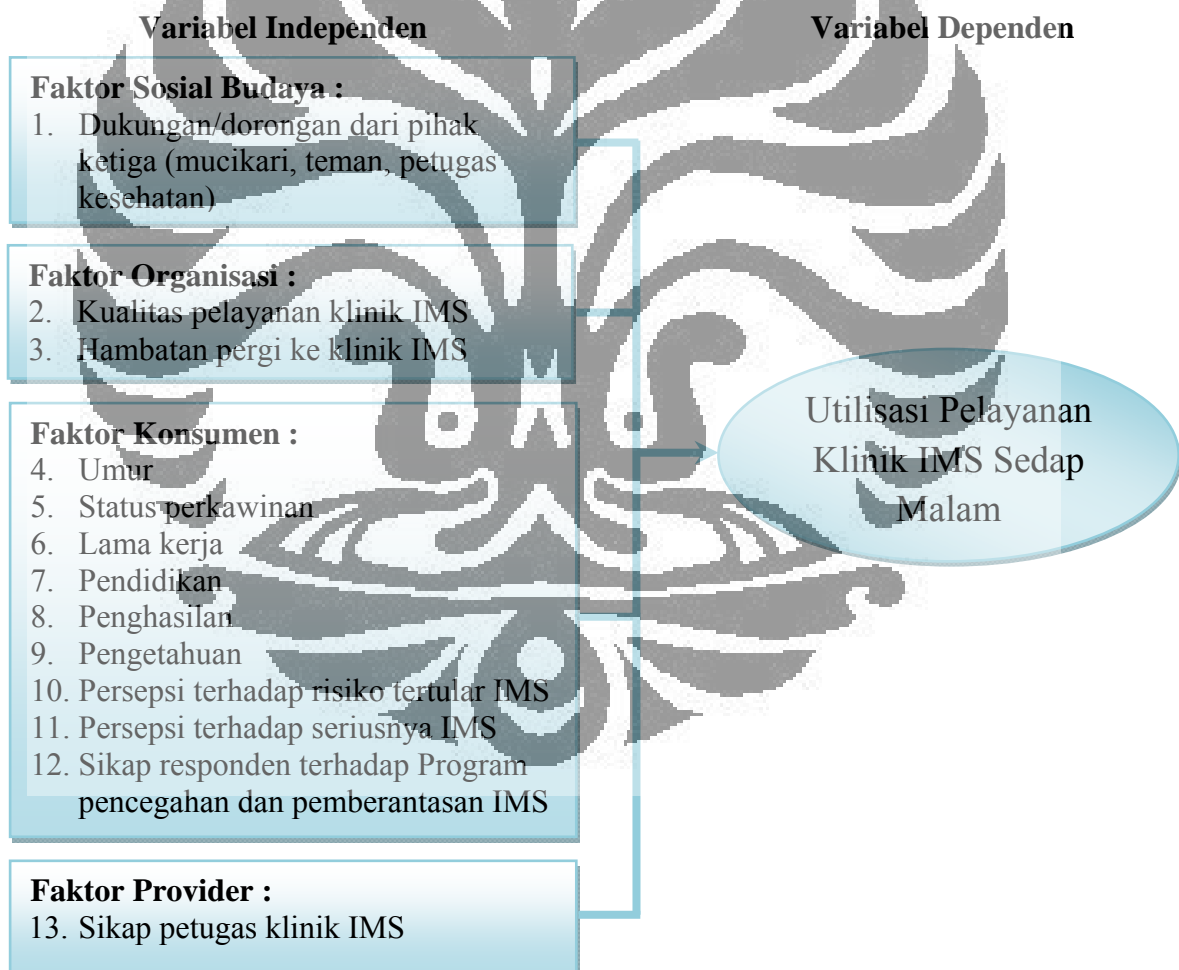 Variabel Independen
Variabel Dependen
Faktor Sosial Budaya :
1. Dukungan/dorongan dari pihak
ketiga (mucikari, teman, petugas
kesehatan)
Faktor Organisasi :
2. Kualitas pelayanan klinik IMS
3. Hambatan pergi ke klinik IMS
Faktor Konsumen :
4. Umur
5. Status perkawinan
6. Lama kerja
7. Pendidikan
8. Penghasilan
9. Pengetahuan
10. Persepsi terhadap risiko tertular IMS
11. Persepsi terhadap seriusnya IMS
12. Sikap responden terhadap Program
pencegahan dan pemberantasan IMS
Faktor Provider :
13. Sikap petugas klinik IMS
Utilisasi Pelayanan
Klinik IMS Sedap
Malam